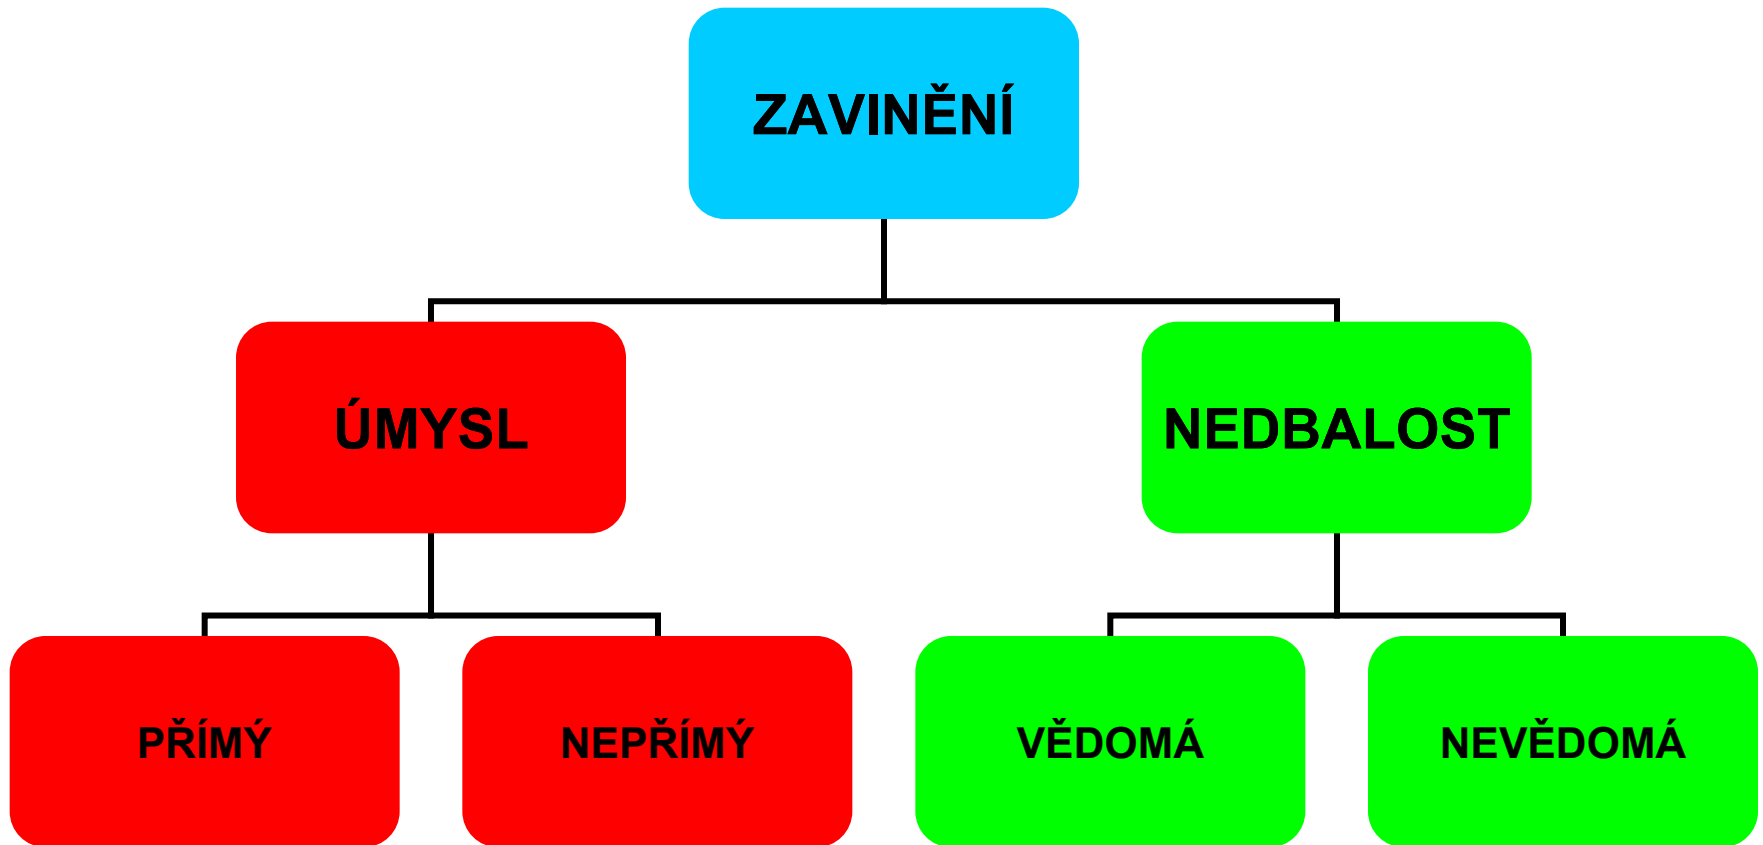 ZAVINĚNÍ
ÚMYSL
NEDBALOST
PŘÍMÝ
NEPŘÍMÝ
VĚDOMÁ
NEVĚDOMÁ